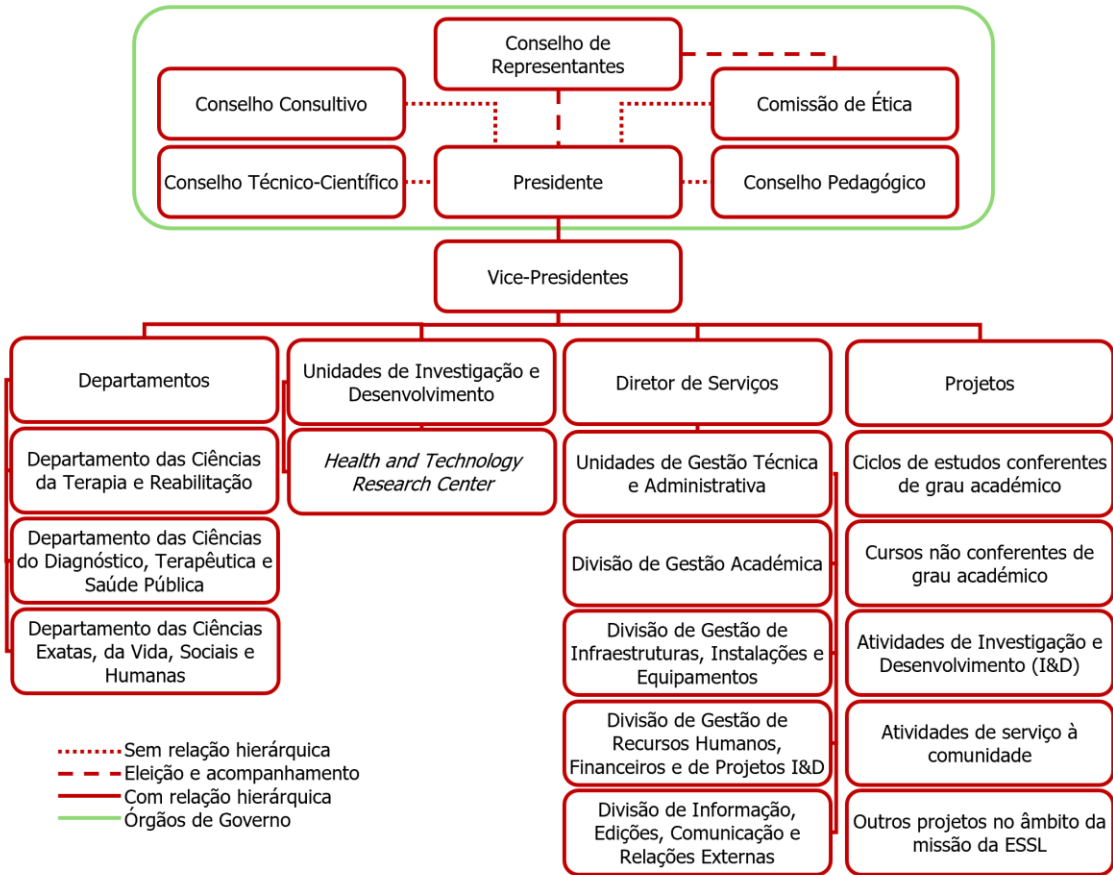 Conselho de
Representantes
Conselho Consultivo
Comissão de Ética
Conselho Técnico-Científico
Presidente
Conselho Pedagógico
Vice-Presidentes
Departamentos
Unidades de Investigação e
Desenvolvimento
Diretor de Serviços
Projetos
Departamento das Ciências
da Terapia e Reabilitação
Health and Technology
Research Center
Unidades de Gestão Técnica
e Administrativa
Ciclos de estudos conferentes
de grau académico
Departamento das Ciências
do Diagnóstico, Terapêutica e
Saúde Pública
Divisão de Gestão Académica
Cursos não conferentes de
grau académico
Departamento das Ciências
Exatas, da Vida, Sociais e
Humanas
Divisão de Gestão de
Infraestruturas, Instalações e
Equipamentos
Atividades de Investigação e
Desenvolvimento (I&D)
Divisão de Gestão de
Recursos Humanos,
Financeiros e de Projetos I&D
Atividades de serviço à
comunidade
Divisão de Informação,
Edições, Comunicação e
Relações Externas
Outros projetos no âmbito da
missão da ESSL
Sem relação hierárquica
Eleição e acompanhamento
Com relação hierárquica
Órgãos de Governo